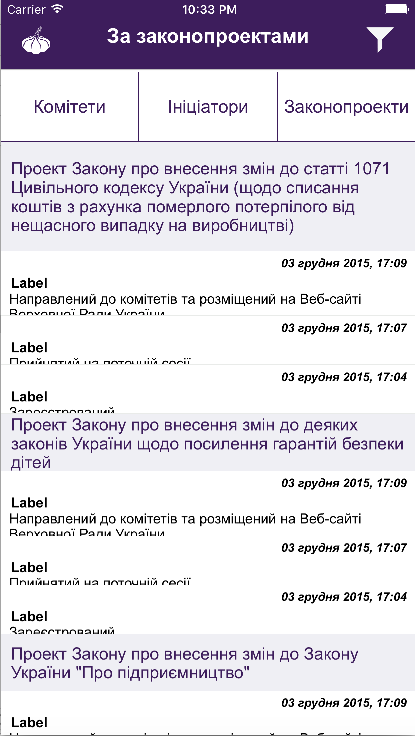 Carrier 10:33 PM
За законопроектами
Комітети Ініціатори Законопроекти
Проект Закону про внесення змін до статті 1071
Цивільного кодексу України (щодо списання
коштів з рахунка померлого потерпілого від
нещасного випадку на виробництві)
03 грудня 2015, 17:09
Label
Направлений до комітетів та розміщений на Веб-сайті
Верховної Ради України
03 грудня 2015, 17:07
Label
Прийнятий на поточній сесії
03 грудня 2015, 17:04
Label
Зареєстрований
Проект Закону про внесення змін до деяких
законів України щодо посилення гарантій безпеки
дітей
03 грудня 2015, 17:09
Label
Направлений до комітетів та розміщений на Веб-сайті
Верховної Ради України
03 грудня 2015, 17:07
Label
Прийнятий на поточній сесії
03 грудня 2015, 17:04
Label
Зареєстрований
Проект Закону про внесення змін до Закону
України "Про підприємництво"
03 грудня 2015, 17:09
Label